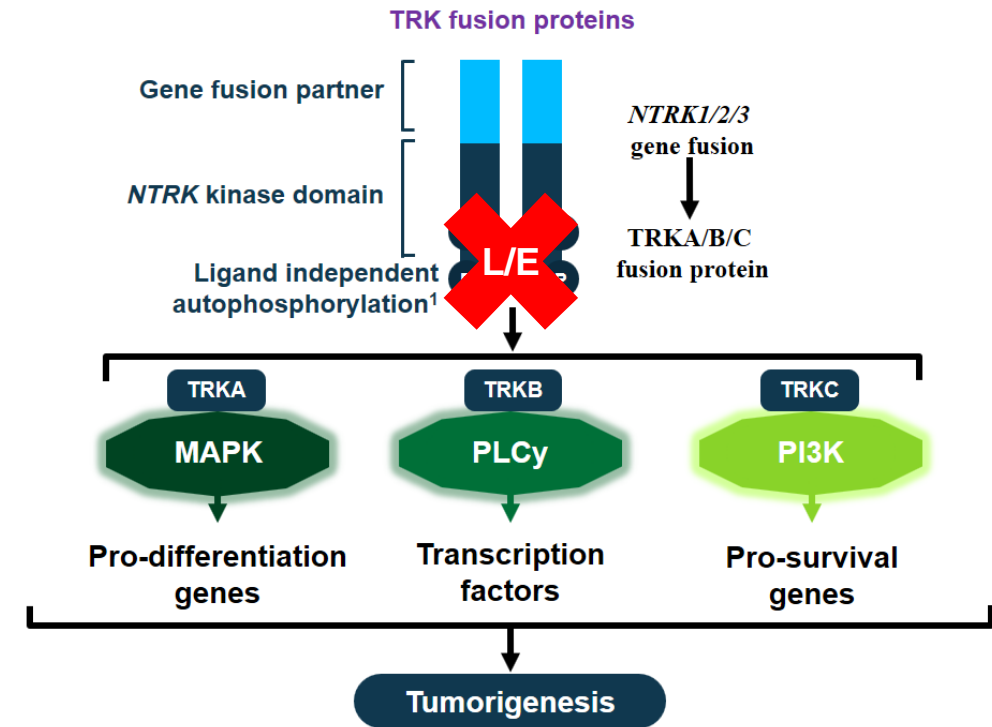 TRK fusion proteins
Gene fusion partner
NTRK1/2/3
gene fusion
NTRK kinase domain
TRKA/B/C
fusion protein
L/E
P
Ligand independent
autophosphorylation¹
TRKA
TRKB
TRKC
MAPK
PLCy
PI3K
Pro-differentiation
genes
Transcription
factors
Pro-survival
genes
Tumorigenesis